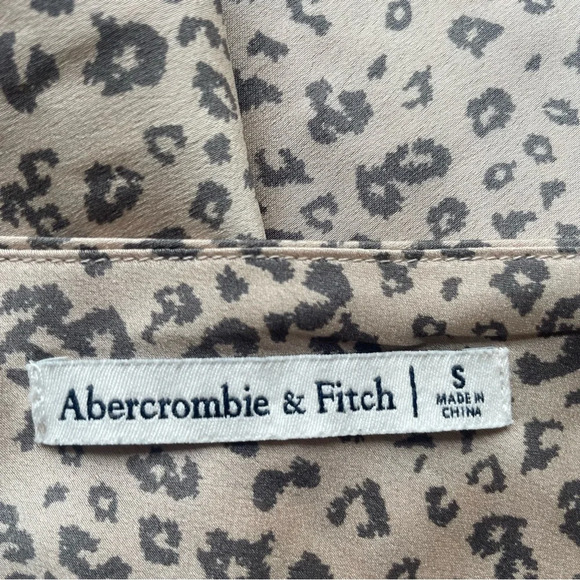 Abercrombie & Fitch | S
MADE IN
CHINA